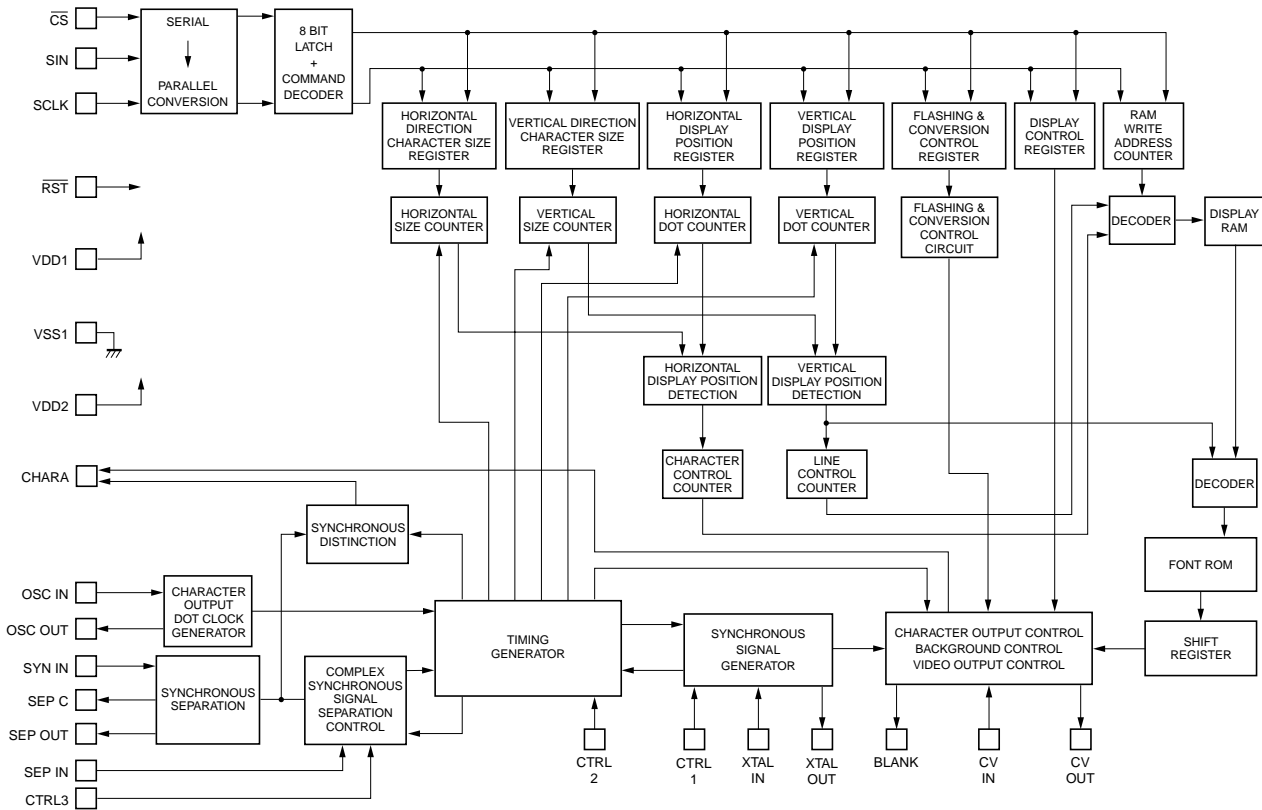 CS
SIN
SCLK
RST
VDD1
VSS1
VDD2
CHARA
OSC IN
OSC OUT
SYN IN
SEP C
SEP OUT
SEP IN
CTRL3
SERIAL
PARALLEL
CONVERSION
8 BIT
LATCH
+
COMMAND
DECODER
HORIZONTAL
DIRECTION
CHARACTER SIZE
REGISTER
VERTICAL DIRECTION
CHARACTER SIZE
REGISTER
HORIZONTAL
DISPLAY
POSITION
REGISTER
VERTICAL
DISPLAY
POSITION
REGISTER
FLASHING &
CONVERSION
CONTROL
REGISTER
DISPLAY
CONTROL
REGISTER
RAM
WRITE
ADDRESS
COUNTER
HORIZONTAL
SIZE COUNTER
VERTICAL
SIZE COUNTER
HORIZONTAL
DOT COUNTER
VERTICAL
DOT COUNTER
FLASHING &
CONVERSION
CONTROL
CIRCUIT
DECODER
DISPLAY
RAM
HORIZONTAL
DISPLAY POSITION
DETECTION
VERTICAL
DISPLAY POSITION
DETECTION
CHARACTER
CONTROL
COUNTER
LINE
CONTROL
COUNTER
DECODER
SYNCHRONOUS
DISTINCTION
FONT ROM
CHARACTER
OUTPUT
DOT CLOCK
GENERATOR
TIMING
GENERATOR
SYNCHRONOUS
SIGNAL
GENERATOR
CHARACTER OUTPUT CONTROL
BACKGROUND CONTROL
VIDEO OUTPUT CONTROL
SHIFT
REGISTER
SYNCHRONOUS
SEPARATION
COMPLEX
SYNCHRONOUS
SIGNAL
SEPARATION
CONTROL
CTRL
2
CTRL
1
XTAL
IN
XTAL
OUT
BLANK
CV
IN
CV
OUT